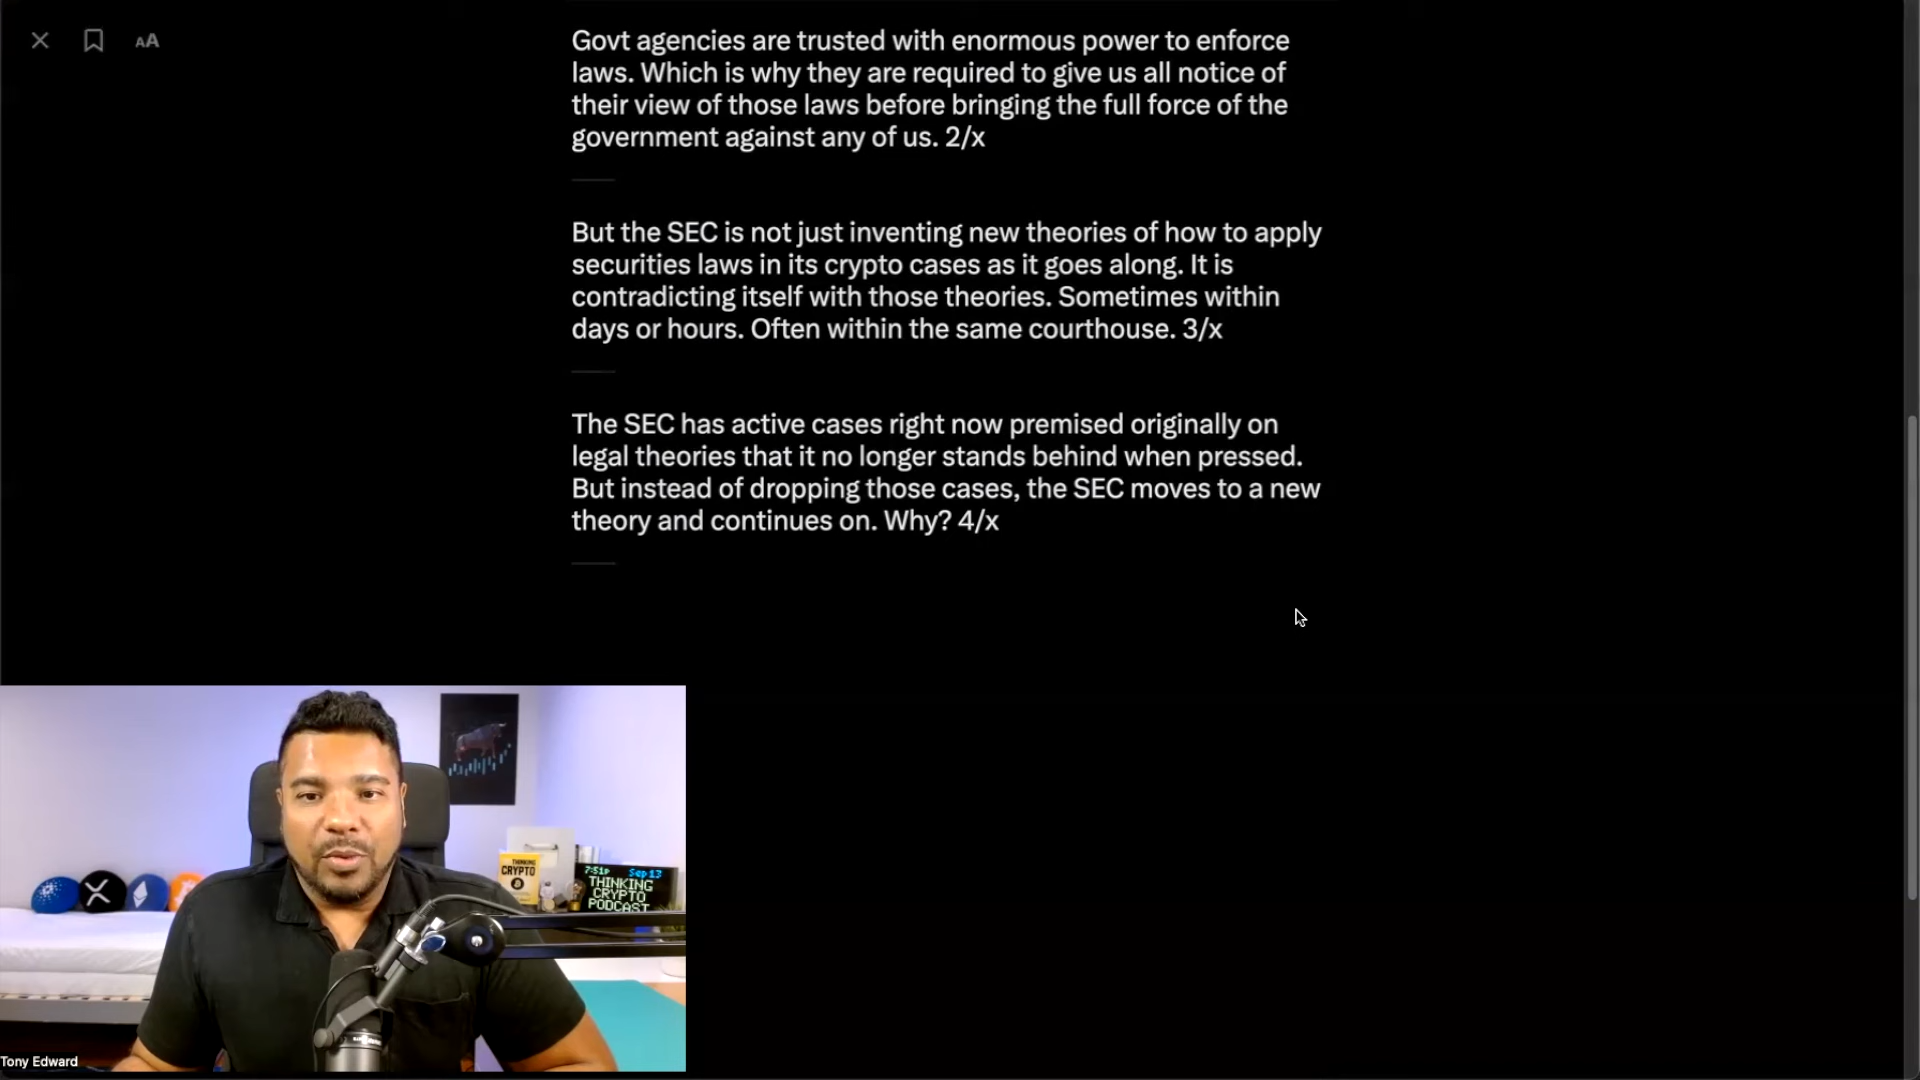 AA
Govt agencies are trusted with enormous power to enforce
laws. Which is why they are required to give us all notice of
their view of those laws before bringing the full force of the
government against any of us. 2/x
But the SEC is not just inventing new theories of how to apply
securities laws in its crypto cases as it goes along. It is
contradicting itself with those theories. Sometimes within
days or hours. Often within the same courthouse. 3/x
The SEC has active cases right now premised originally on
legal theories that it no longer stands behind when pressed.
But instead of dropping those cases, the SEC moves to a new
theory and continues on. Why? 4/x
THINKING
CRYPTO
7:51P Sep 13
THINKING
CRYPTO
PODCAST
Tony Edward